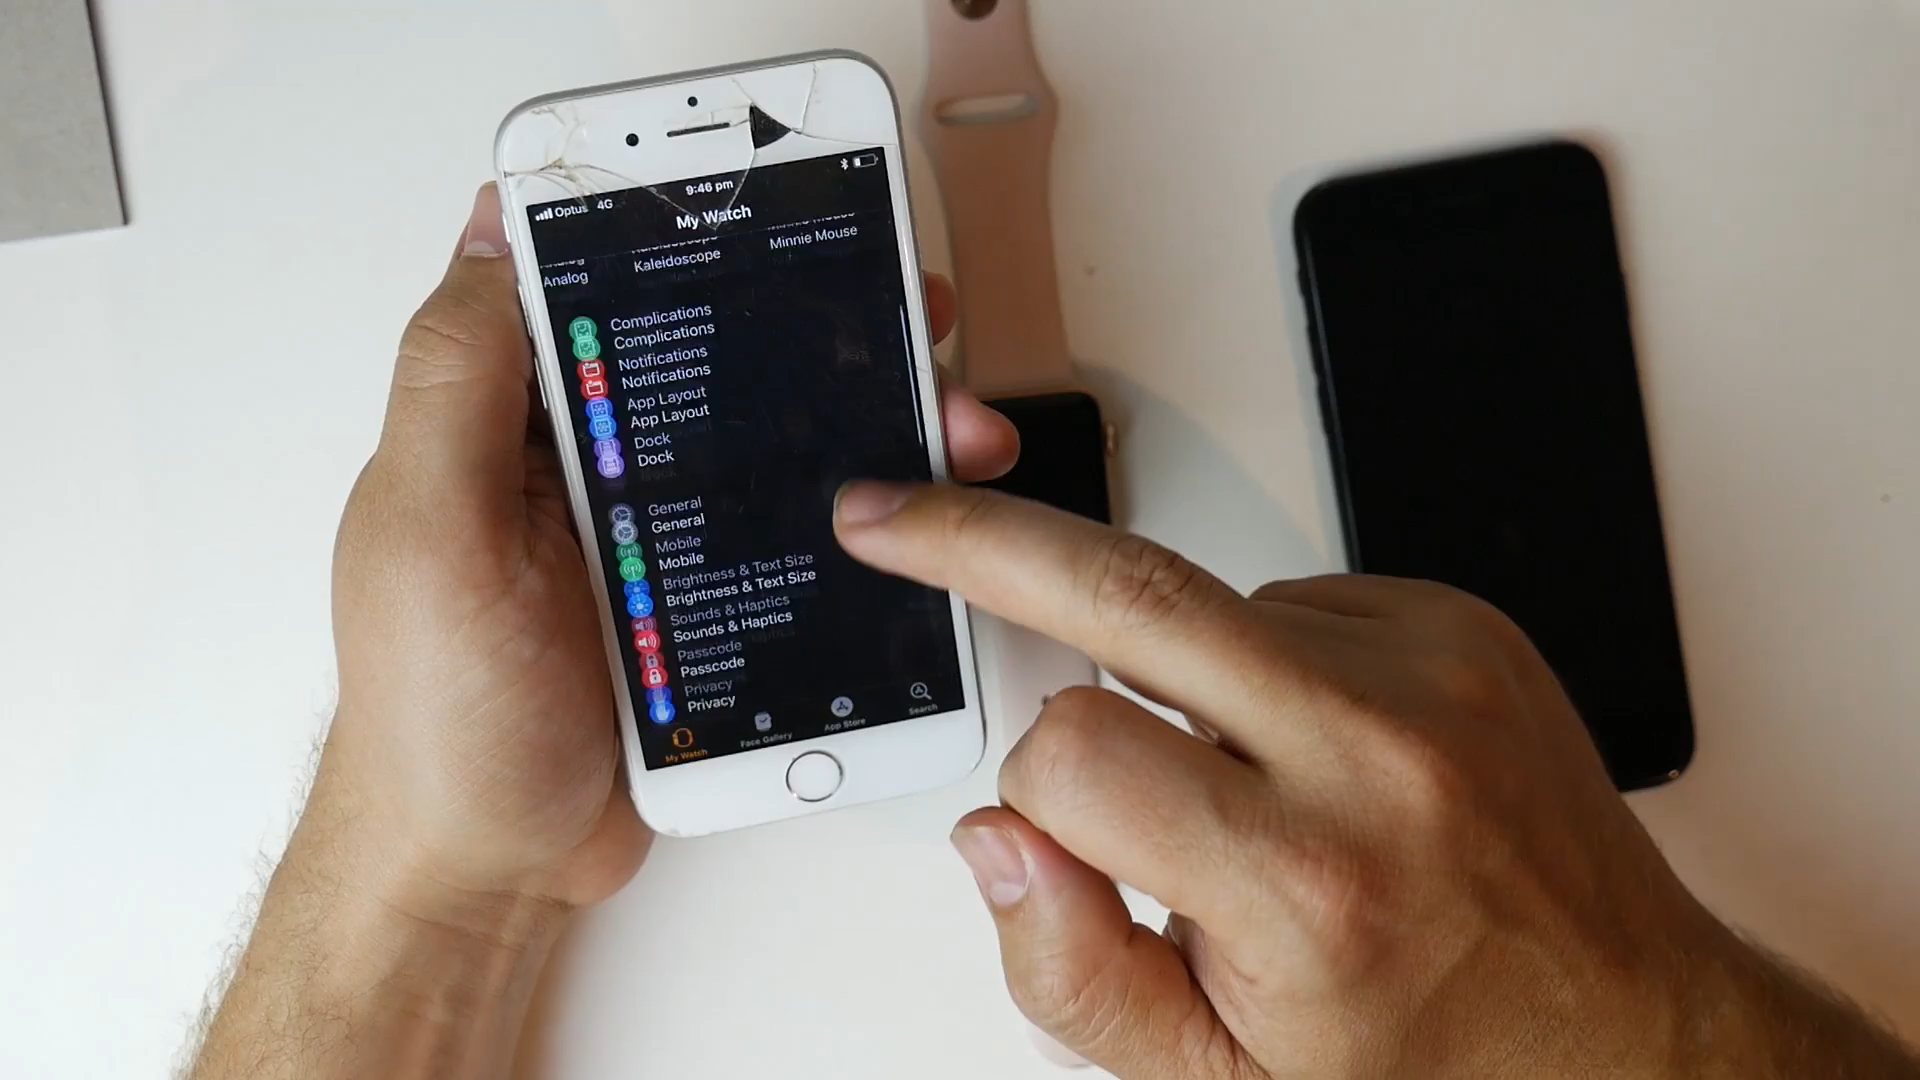 9:46 pm
Optus 4G
My Watch
Minnie Mouse
Kaleidoscope
Kaleidoscope
Analog
Analog
Complications
Complications
Notifications
Notifications
App Layout
App Layout
Dock
Dock
General
General
Mobile
Mobile
Brightness & Text Size
Brightness & Text Size
Sounds & Haptics
Sounds & Haptics
Passcode
Passcode
Privacy
Privacy
My Watch
Face Gallery
App Store
Search